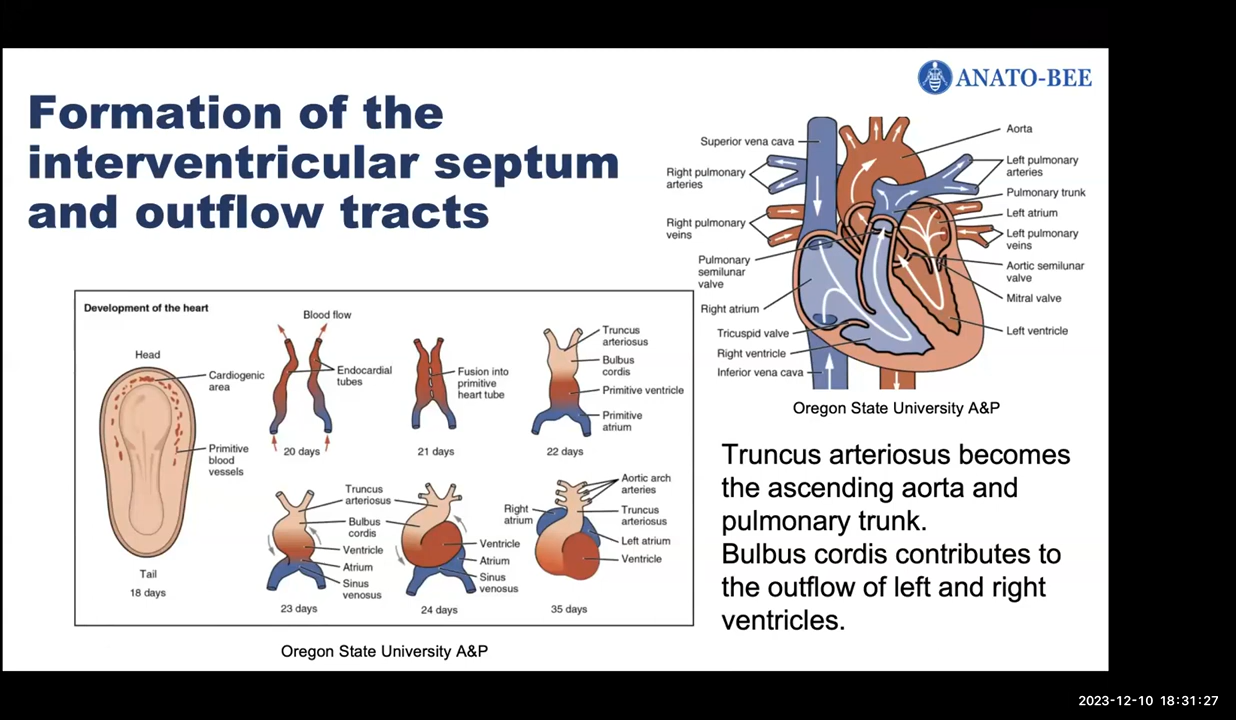 ANATO-BEE
Formation of the
interventricular septum
and outflow tracts
Superior vena cava
Right pulmonary
arteries
Right pulmonary
veins
Pulmonary
semilunar
valve
Right atrium
Tricuspid valve
Right ventricle
Inferior vena cava
Aorta
Left pulmonary
arteries
Pulmonary trunk
Left atrium
Left pulmonary
veins
Aortic semilunar
valve
Mitral valve
Left ventricle
Oregon State University A&P
Development of the heart
Head
Cardiogenic
area
Primitive
blood
vessels
Tail
18 days
Blood flow
Endocardial
tubes
20 days
Fusion into
primitive
heart tube
21 days
Truncus
arteriosus
Bulbus
cordis
Primitive ventricle
Primitive
atrium
22 days
Truncus
arteriosus
Bulbus
cordis
Ventricle
Atrium
Sinus
venosus
23 days
Ventricle
Atrium
Sinus
venosus
24 days
Right
atrium
Aortic arch
arteries
Truncus
arteriosus
Left atrium
Ventricle
35 days
Oregon State University A&P
Truncus arteriosus becomes
the ascending aorta and
pulmonary trunk.
Bulbus cordis contributes to
the outflow of left and right
ventricles.
2023-12-10 18:31:27